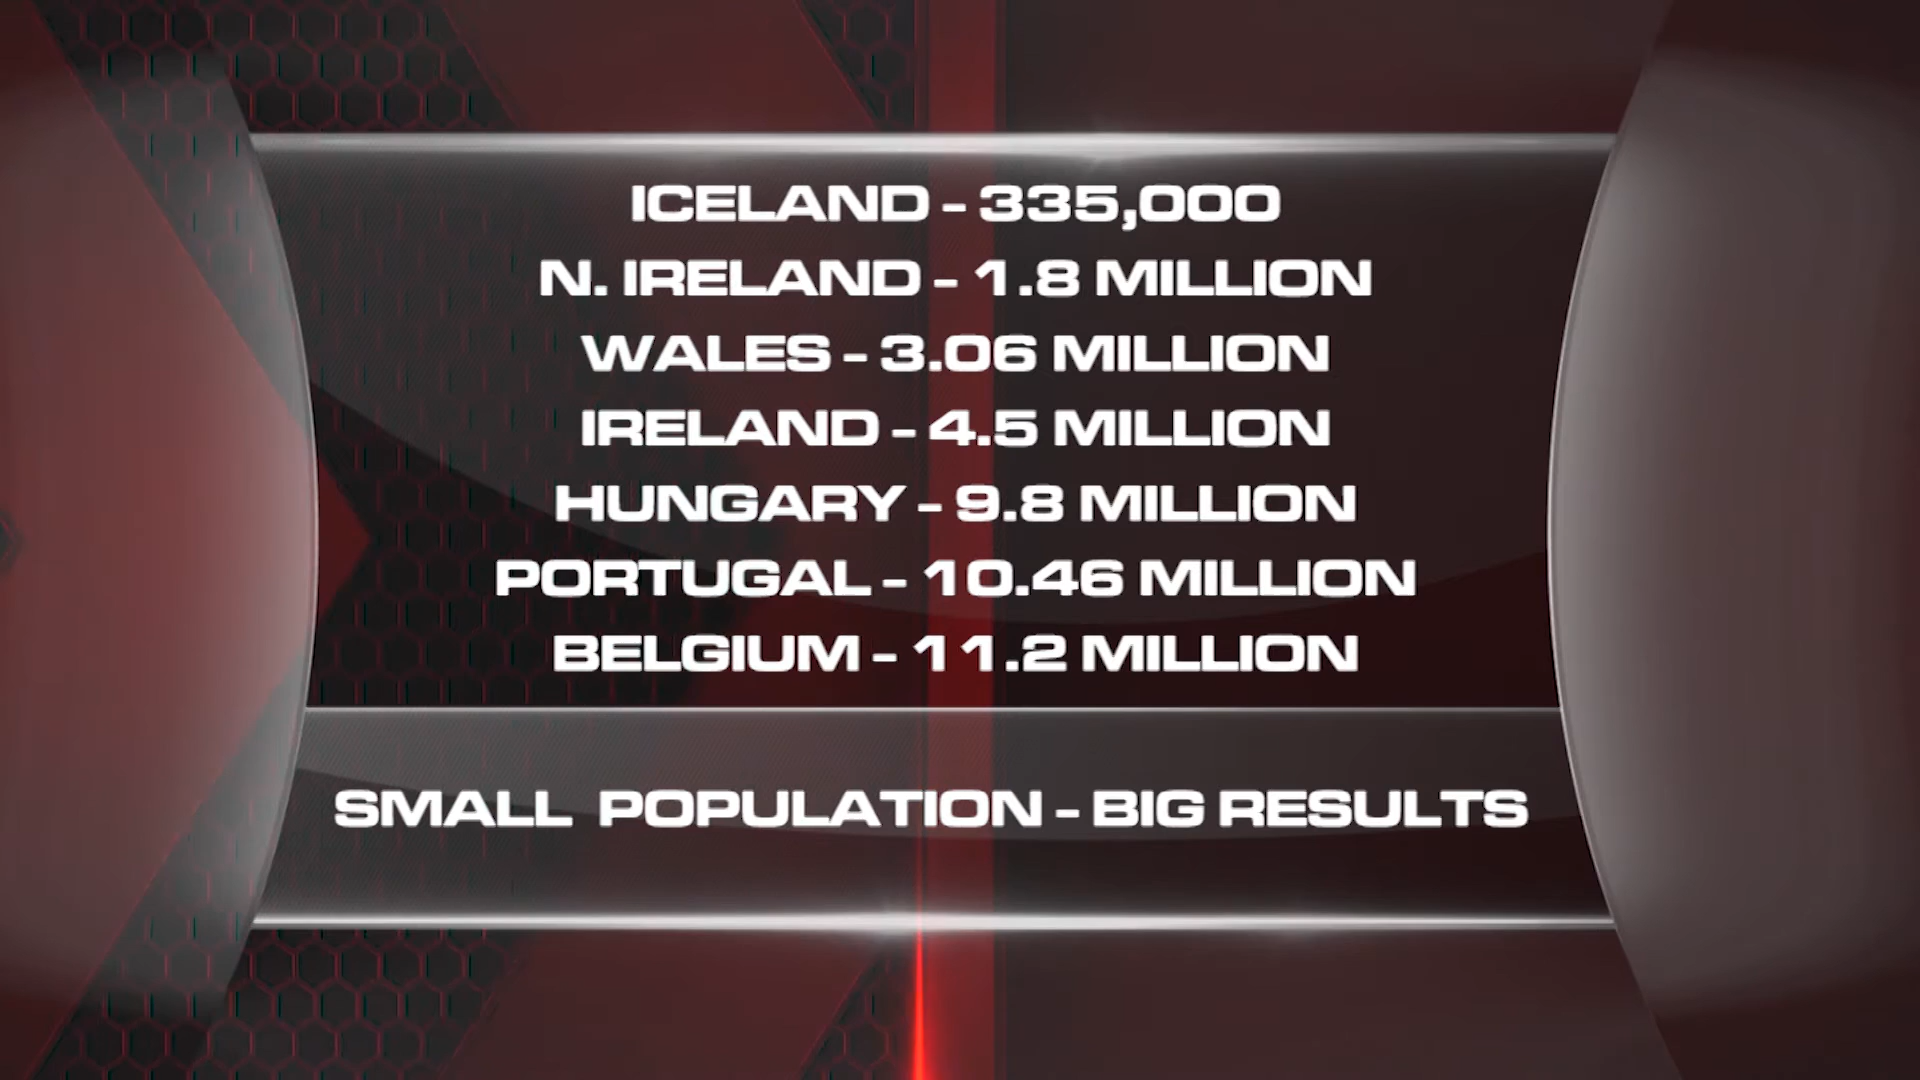 ICELAND - 335,000
N. IRELAND - 1.8 MILLION
WALES - 3.06 MILLION
IRELAND - 4.5 MILLION
HUNGARY - 9.8 MILLION
PORTUGAL - 10.46 MILLION
BELGIUM - 11.2 MILLION
SMALL POPULATION - BIG RESULTS